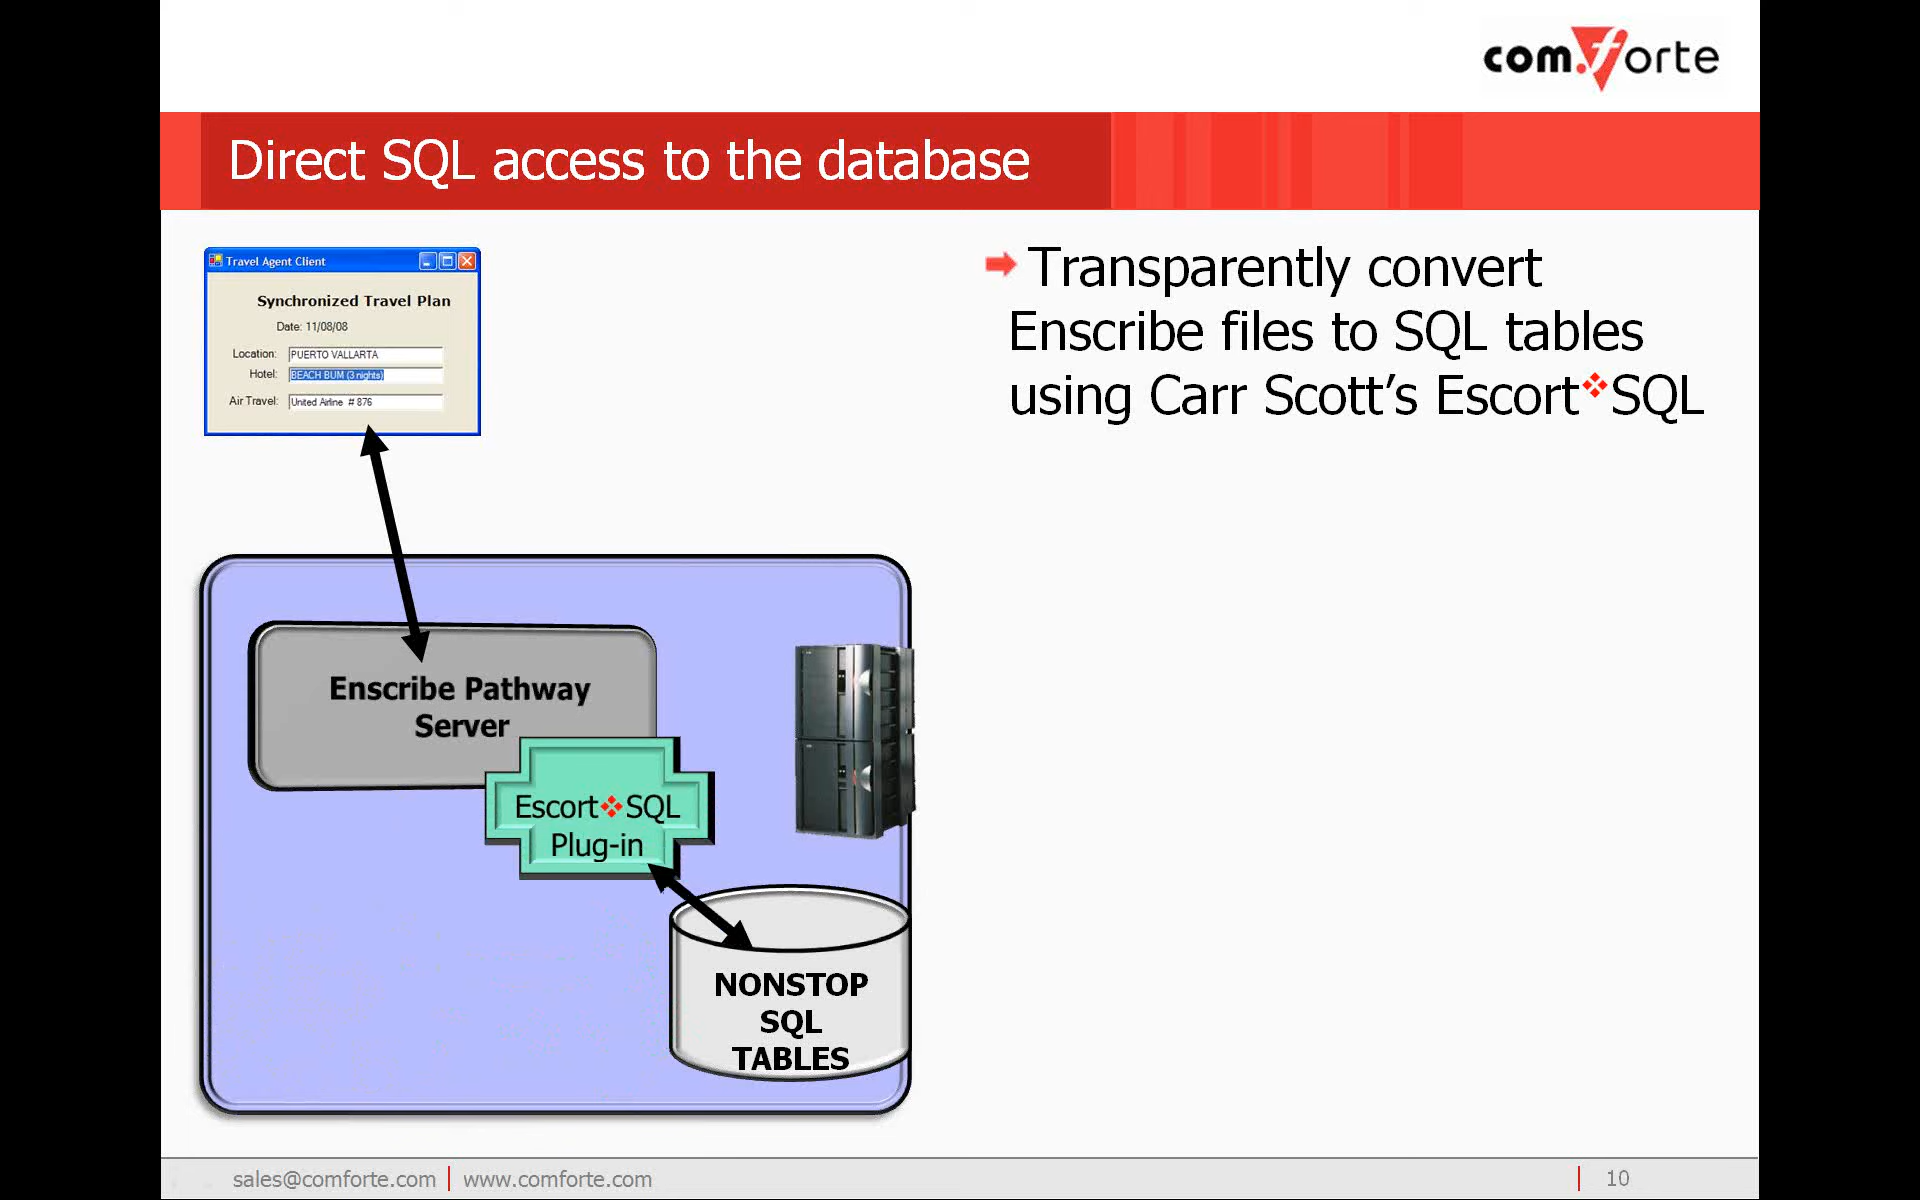 com.forte
Direct SQL access to the database
Travel Agent Client
Synchronized Travel Plan
Date: 11/08/08
Location: PUERTO VALLARTA
Hotel: BEACH BUM (3 nights)
Air Travel: United Airline # 876
Transparently convert
Enscribe files to SQL tables
using Carr Scott’s Escort❖SQL
Enscribe Pathway
Server
Escort❖SQL
Plug-in
NONSTOP
SQL
TABLES
sales@comforte.com | www.comforte.com
10